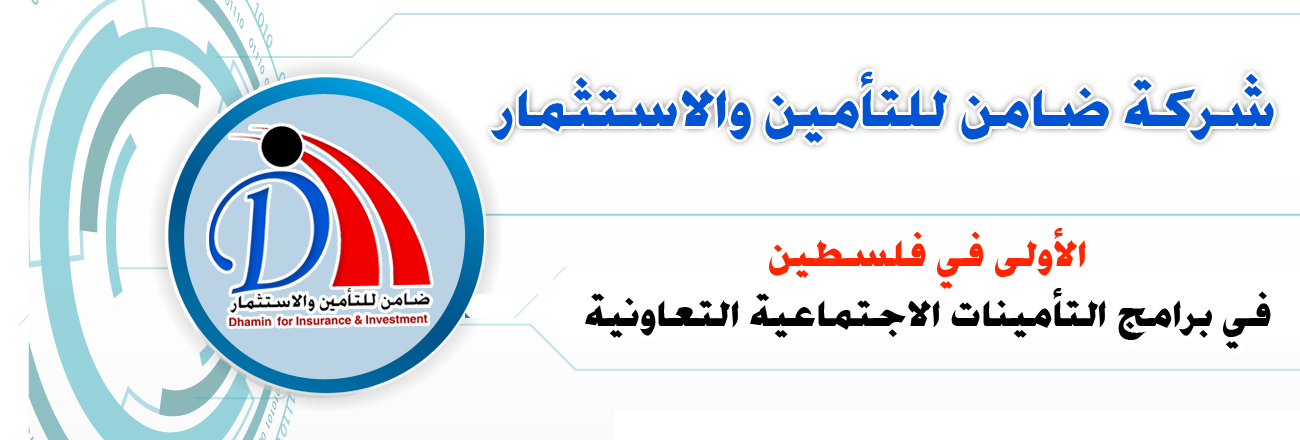 شركة ضامن للتأمين والاستثمار
الأولى في فلسطين
في برامج التأمينات الاجتماعية التعاونية
ضامن للتأمين والاستثمار
Dhamin for Insurance & Investment